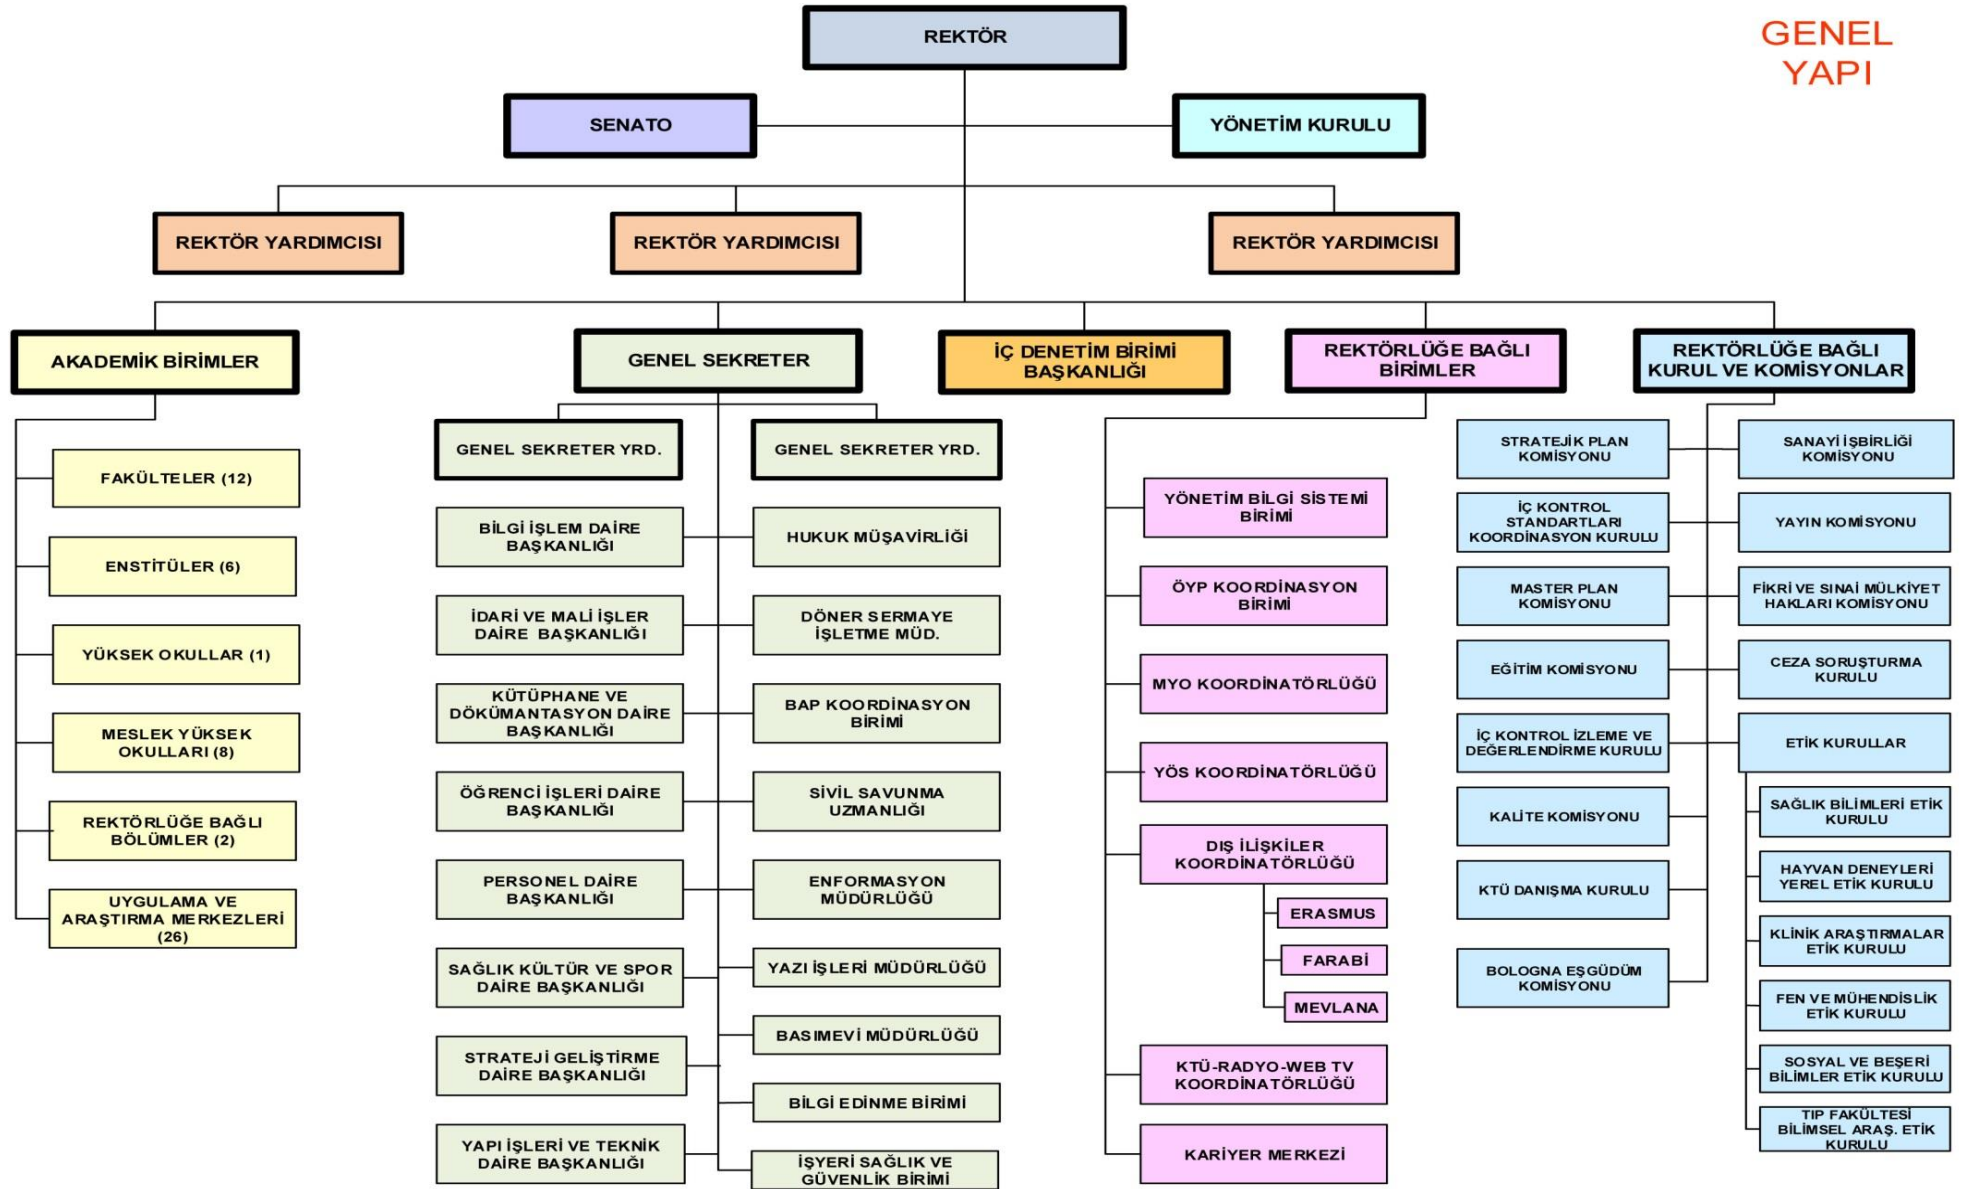 GENEL
YAPI
REKTÖR
SENATO
YÖNETİM KURULU
REKTÖR YARDIMCISI
REKTÖR YARDIMCISI
REKTÖR YARDIMCISI
AKADEMİK BİRİMLER
FAKÜLTELER (12)
ENSTİTÜLER (6)
YÜKSEK OKULLAR (1)
MESLEK YÜKSEK
OKULLARI (8)
REKTÖRLÜĞE BAĞLI
BÖLÜMLER (2)
UYGULAMA VE
ARAŞTIRMA MERKEZLERİ
(26)
GENEL SEKRETER
GENEL SEKRETER YRD.
GENEL SEKRETER YRD.
BİLGİ İŞLEM DAİRE
BAŞKANLIĞI
İDARİ VE MALİ İŞLER
DAİRE BAŞKANLIĞI
KÜTÜPHANE VE
DÖKÜMANTASYON DAİRE
BAŞKANLIĞI
ÖĞRENCİ İŞLERİ DAİRE
BAŞKANLIĞI
PERSONEL DAİRE
BAŞKANLIĞI
SAĞLIK KÜLTÜR VE SPOR
DAİRE BAŞKANLIĞI
STRATEJİ GELİŞTİRME
DAİRE BAŞKANLIĞI
YAPI İŞLERİ VE TEKNİK
DAİRE BAŞKANLIĞI
HUKUK MÜŞAVİRLİĞİ
DÖNER SERMAYE
İŞLETME MÜD.
BAP KOORDİNASYON
BİRİMİ
SİVİL SAVUNMA
UZMANLIĞI
ENFORMASYON
MÜDÜRLÜĞÜ
YAZI İŞLERİ MÜDÜRLÜĞÜ
BASIMEVİ MÜDÜRLÜĞÜ
BİLGİ EDİNME BİRİMİ
İŞYERİ SAĞLIK VE
GÜVENLİK BİRİMİ
İÇ DENETİM BİRİMİ
BAŞKANLIĞI
REKTÖRLÜĞE BAĞLI
BİRİMLER
YÖNETİM BİLGİ SİSTEMİ
BİRİMİ
ÖYP KOORDİNASYON
BİRİMİ
MYO KOORDİNATÖRLÜĞÜ
YÖS KOORDİNATÖRLÜĞÜ
DIŞ İLİŞKİLER
KOORDİNATÖRLÜĞÜ
ERASMUS
FARABİ
MEVLANA
KTÜ-RADYO-WEB TV
KOORDİNATÖRLÜĞÜ
KARİYER MERKEZİ
REKTÖRLÜĞE BAĞLI
KURUL VE KOMİSYONLAR
STRATEJİK PLAN
KOMİSYONU
İÇ KONTROL
STANDARTLARI
KOORDİNASYON KURULU
MASTER PLAN
KOMİSYONU
EĞİTİM KOMİSYONU
İÇ KONTROL İZLEME VE
DEĞERLENDİRME KURULU
KALİTE KOMİSYONU
KTÜ DANIŞMA KURULU
BOLOGNA EŞGÜDÜM
KOMİSYONU
SANAYİ İŞBİRLİĞİ
KOMİSYONU
YAYIN KOMİSYONU
FİKRİ VE SINAİ MÜLKİYET
HAKLARI KOMİSYONU
CEZA SORUŞTURMA
KURULU
ETİK KURULLAR
SAĞLIK BİLİMLERİ ETİK
KURULU
HAYVAN DENEYLERİ
YEREL ETİK KURULU
KLİNİK ARAŞTIRMALAR
ETİK KURULU
FEN VE MÜHENDİSLİK
ETİK KURULU
SOSYAL VE BEŞERİ
BİLİMLER ETİK KURULU
TIP FAKÜLTESİ
BİLİMSEL ARAŞ. ETİK
KURULU